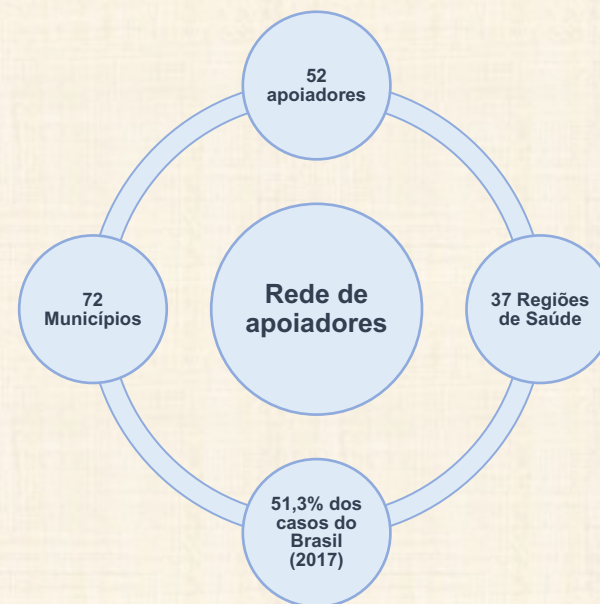 52
apoiadores
72
Municípios
Rede de
apoiadores
37 Regiões
de Saúde
51,3% dos
casos do
Brasil
(2017)